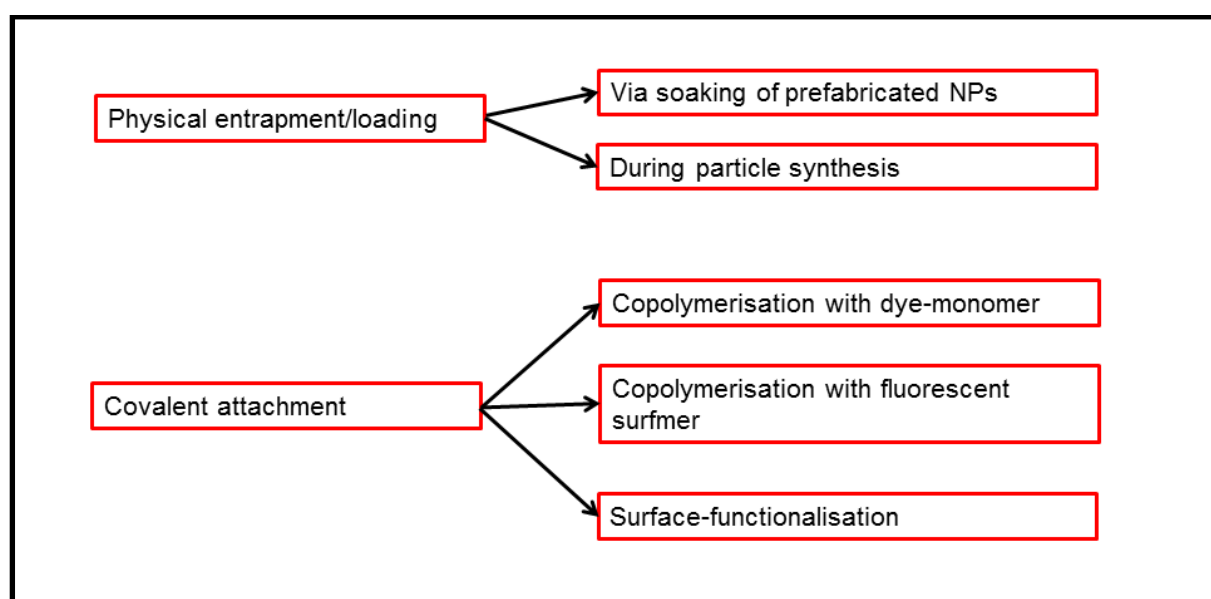 Physical entrapment/loading
Via soaking of prefabricated NPs
During particle synthesis
Covalent attachment
Copolymerisation with dye-monomer
Copolymerisation with fluorescent
surfmer
Surface-functionalisation